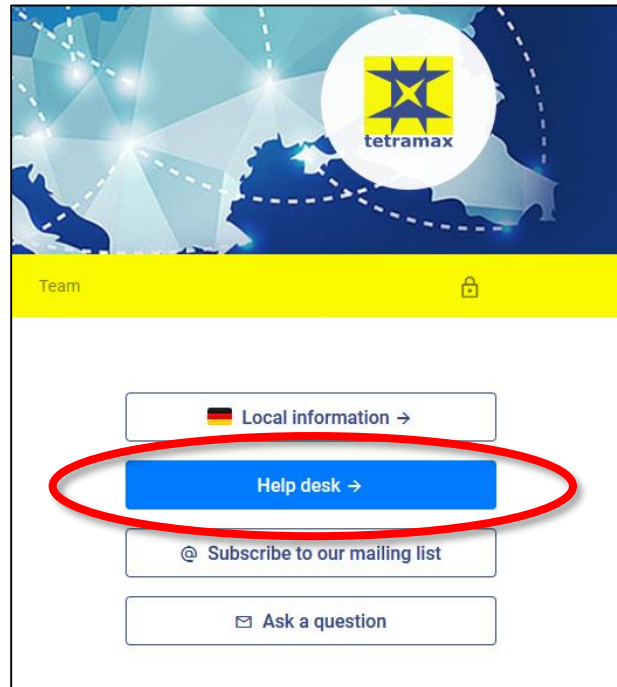 tetramax
Team
Local information →
Help desk →
@ Subscribe to our mailing list
Ask a question